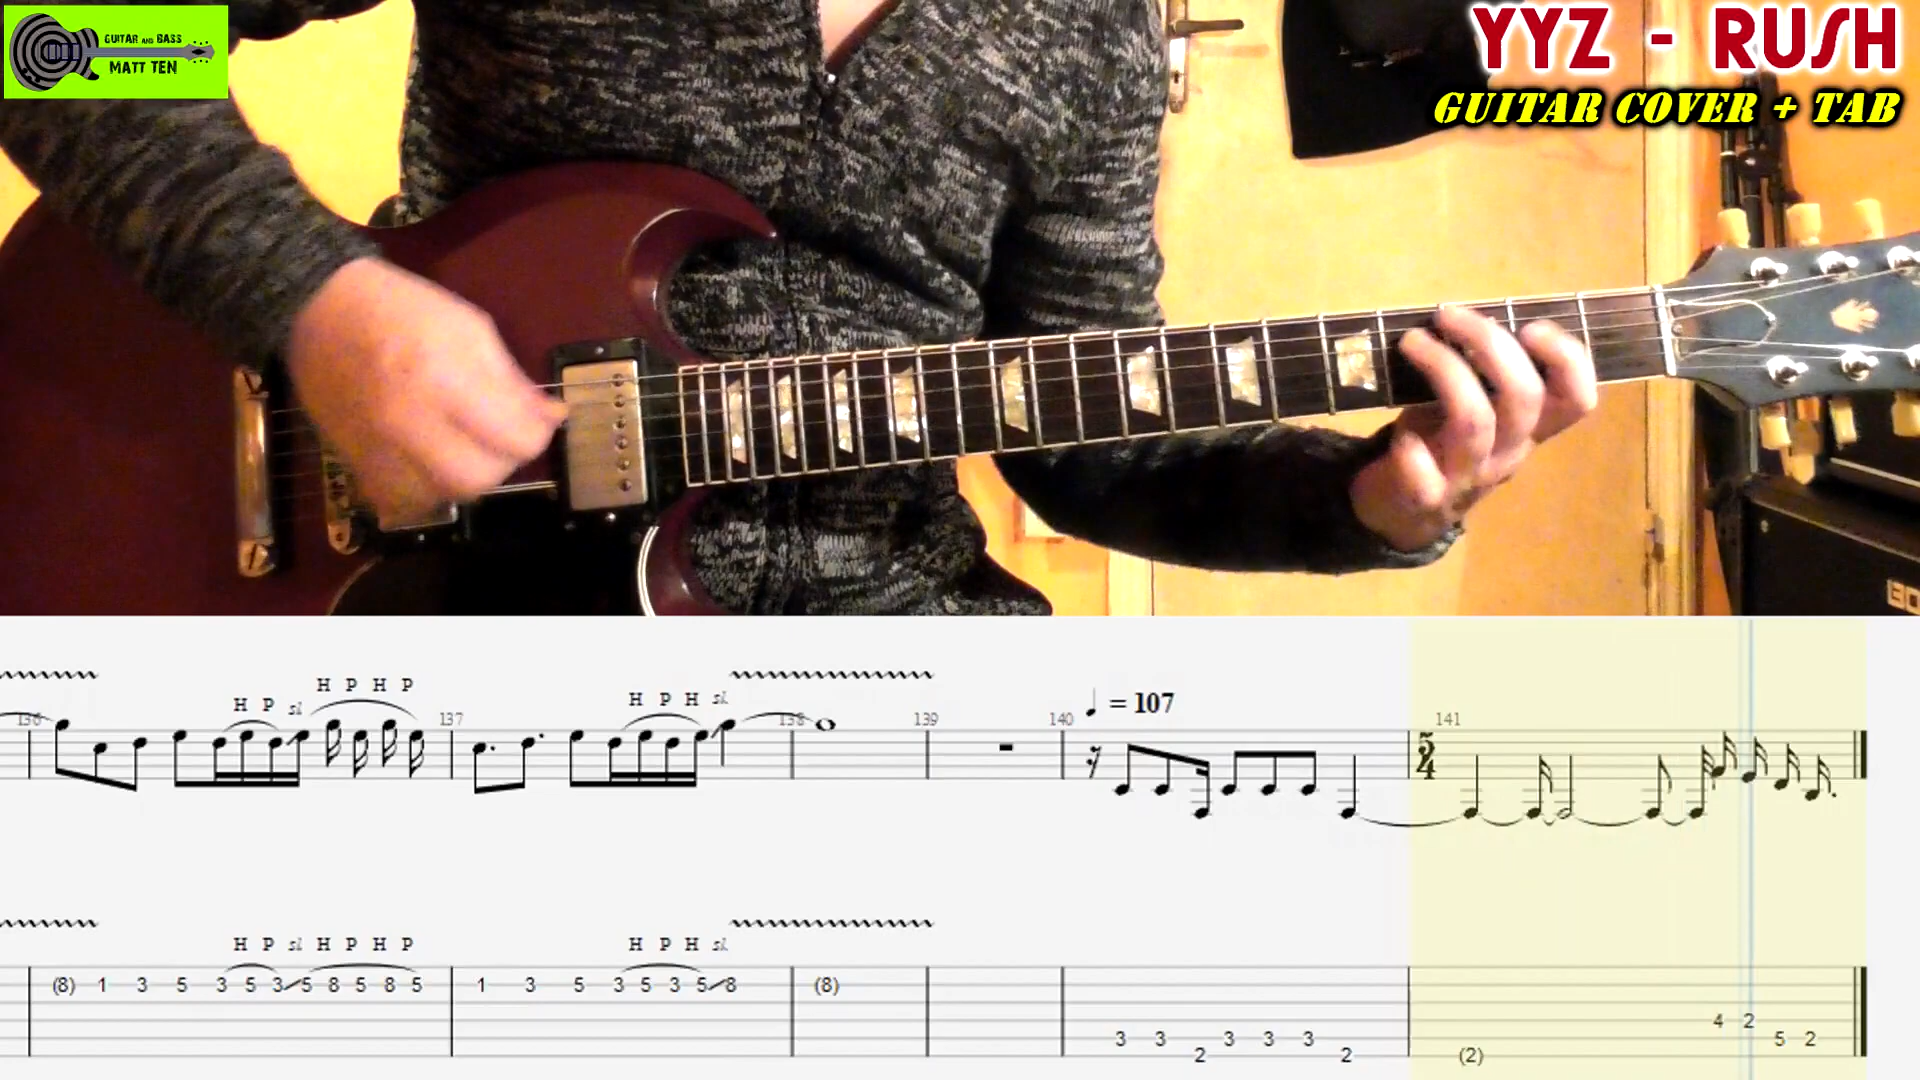 GUITAR AND BASS
MATT TEN
YYZ - RUSH
GUITAR COVER + TAB
H P sl H P H P
H P H sl
= 107
136 137 138 139 140 141
5
4
H P sl H P H P
H P H sl
(8) 1 3 5 3 5 3 5 8 5 8 5
1 3 5 3 5 3 5 8
(8)
4 2
3 3 3 3 3 5 2
2 2 (2)